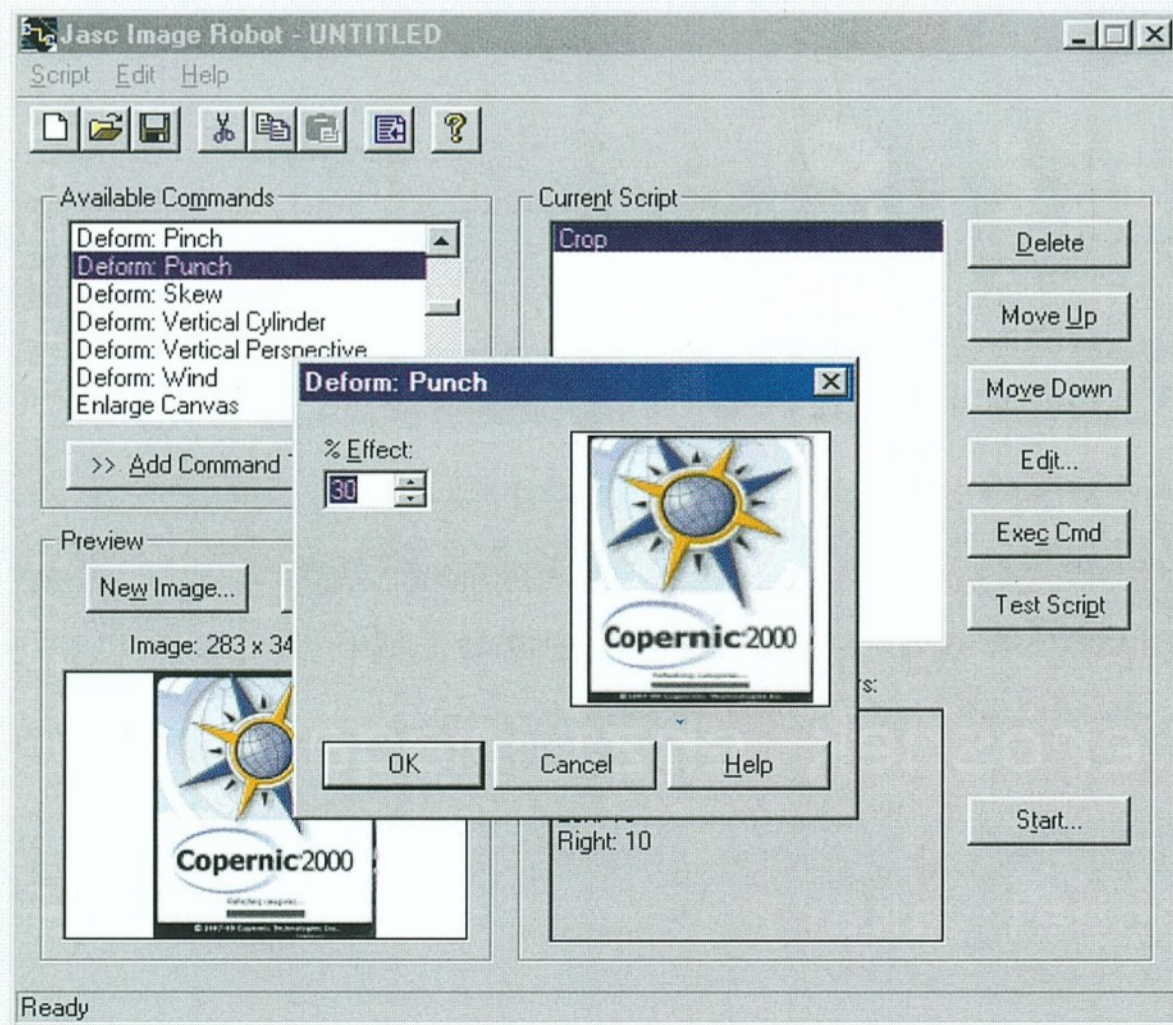 Jasc Image Robot - UNTITLED
Script Edit Help
Available Commands
Deform: Pinch
Deform: Punch
Deform: Skew
Deform: Vertical Cylinder
Deform: Vertical Perspective
Deform: Wind
Enlarge Canvas
>> Add Command
Preview
New Image...
Image: 283 x 34
Copernic 2000
Current Script
Crop
Right: 10
Delete
Move Up
Move Down
Edit...
Exec Cmd
Test Script
Start...
Deform: Punch
% Effect:
30
Copernic 2000
OK
Cancel
Help
Ready